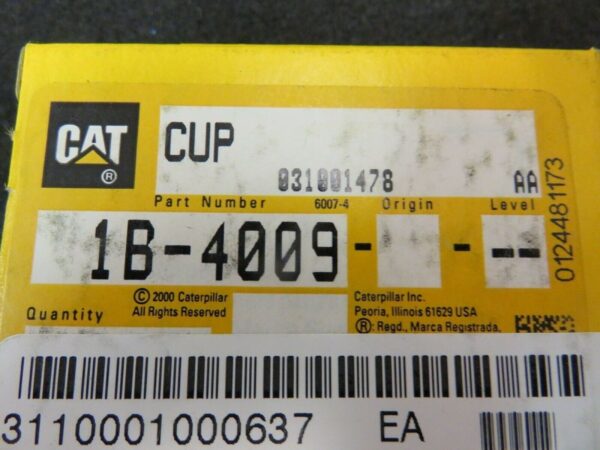 CAT
®
CUP
031001478 AA
Part Number 6007-4 Origin Level
1B-4009- - --
0124481173
© 2000 Caterpillar
All Rights Reserved
Caterpillar Inc.
Peoria, Illinois 61629 USA
®: Regd., Marca Registrada,
Quantity
3110001000637 EA